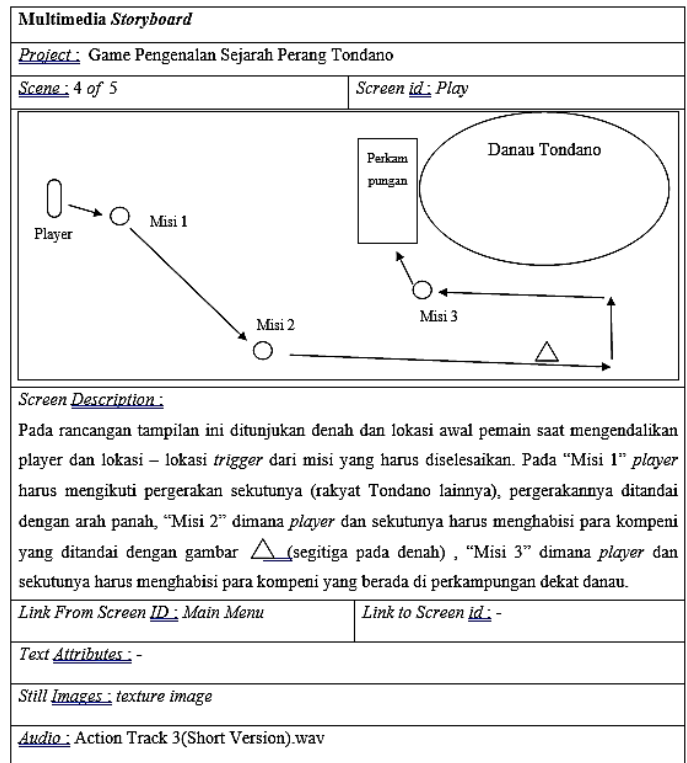 Multimedia Storyboard
Project : Game Pengenalan Sejarah Perang Tondano
Scene : 4 of 5
Screen id : Play
Perkam
pungan
Danau Tondano
Player
Misi 1
Misi 2
Misi 3
Screen Description :
Pada rancangan tampilan ini ditunjukan denah dan lokasi awal pemain saat mengendalikan
player dan lokasi – lokasi trigger dari misi yang harus diselesaikan. Pada “Misi 1” player
harus mengikuti pergerakan sekutunya (rakyat Tondano lainnya), pergerakannya ditandai
dengan arah panah, “Misi 2” dimana player dan sekutunya harus menghabisi para kompeni
yang ditandai dengan gambar (segitiga pada denah) , “Misi 3” dimana player dan
sekutunya harus menghabisi para kompeni yang berada di perkampungan dekat danau.
Link From Screen ID : Main Menu
Link to Screen id : -
Text Attributes : -
Still Images : texture image
Audio : Action Track 3(Short Version).wav